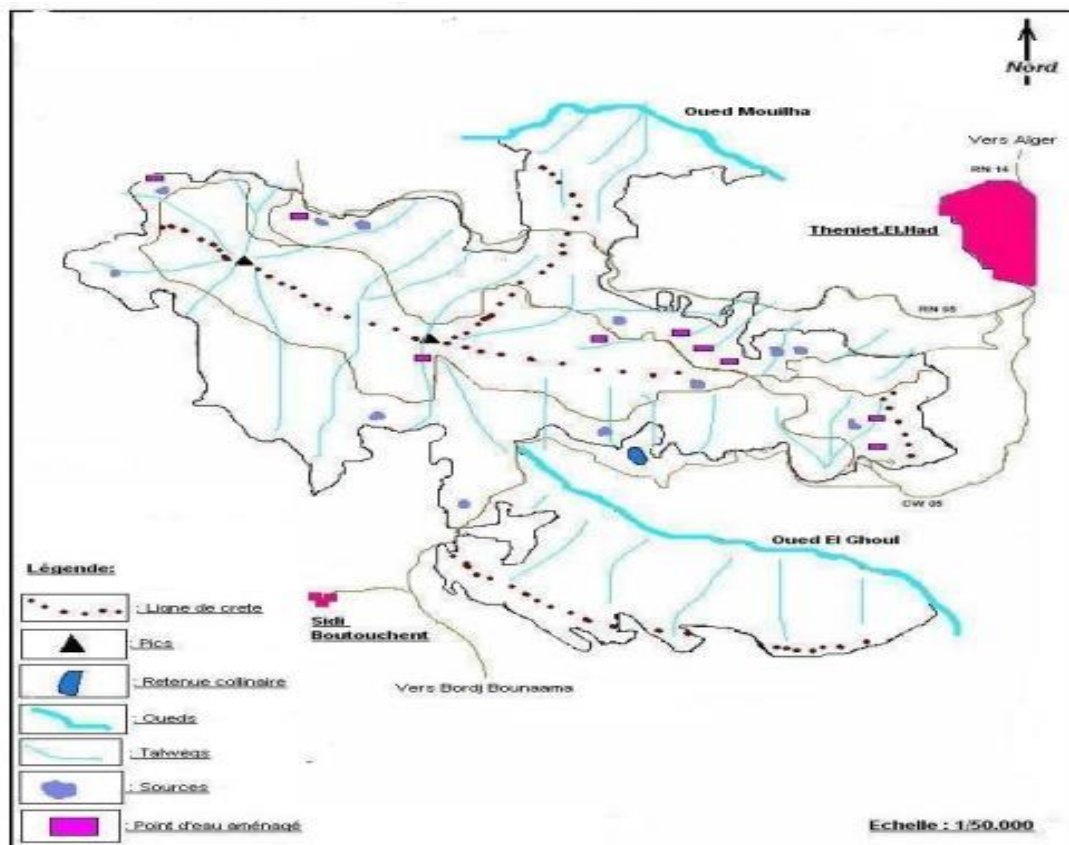 Nord
Oued Mouilha
Vers Alger
RN 14
Theniet.El.Had
RN 65
CW 05
Oued El Ghoul
Légende:
: Ligne de crete
: Pics
: Retenue collinaire
: Oueds
: Talwegs
: Sources
: Point d'eau aménagé
Sidi
Boutouchent
Vers Bordj Bounaama
Echelle : 1/50.000